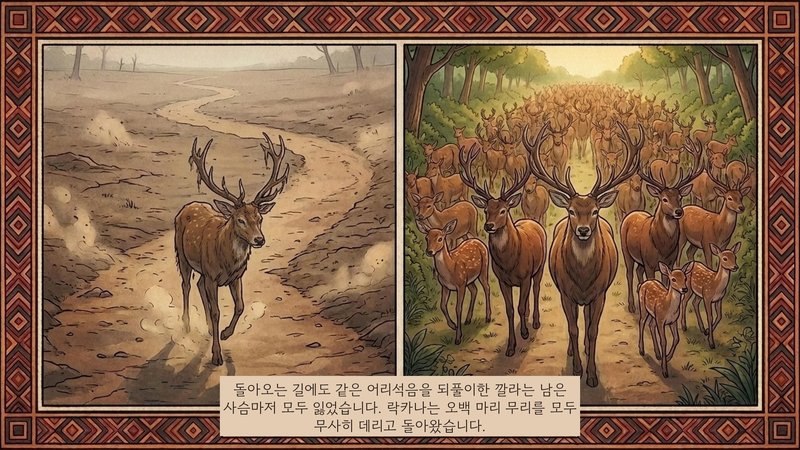 돌아오는 길에도 같은 어리석음을 되풀이한 깔라는 남은
사슴마저 모두 잃었습니다. 락카나는 오백 마리 무리를 모두
무사히 데리고 돌아왔습니다.